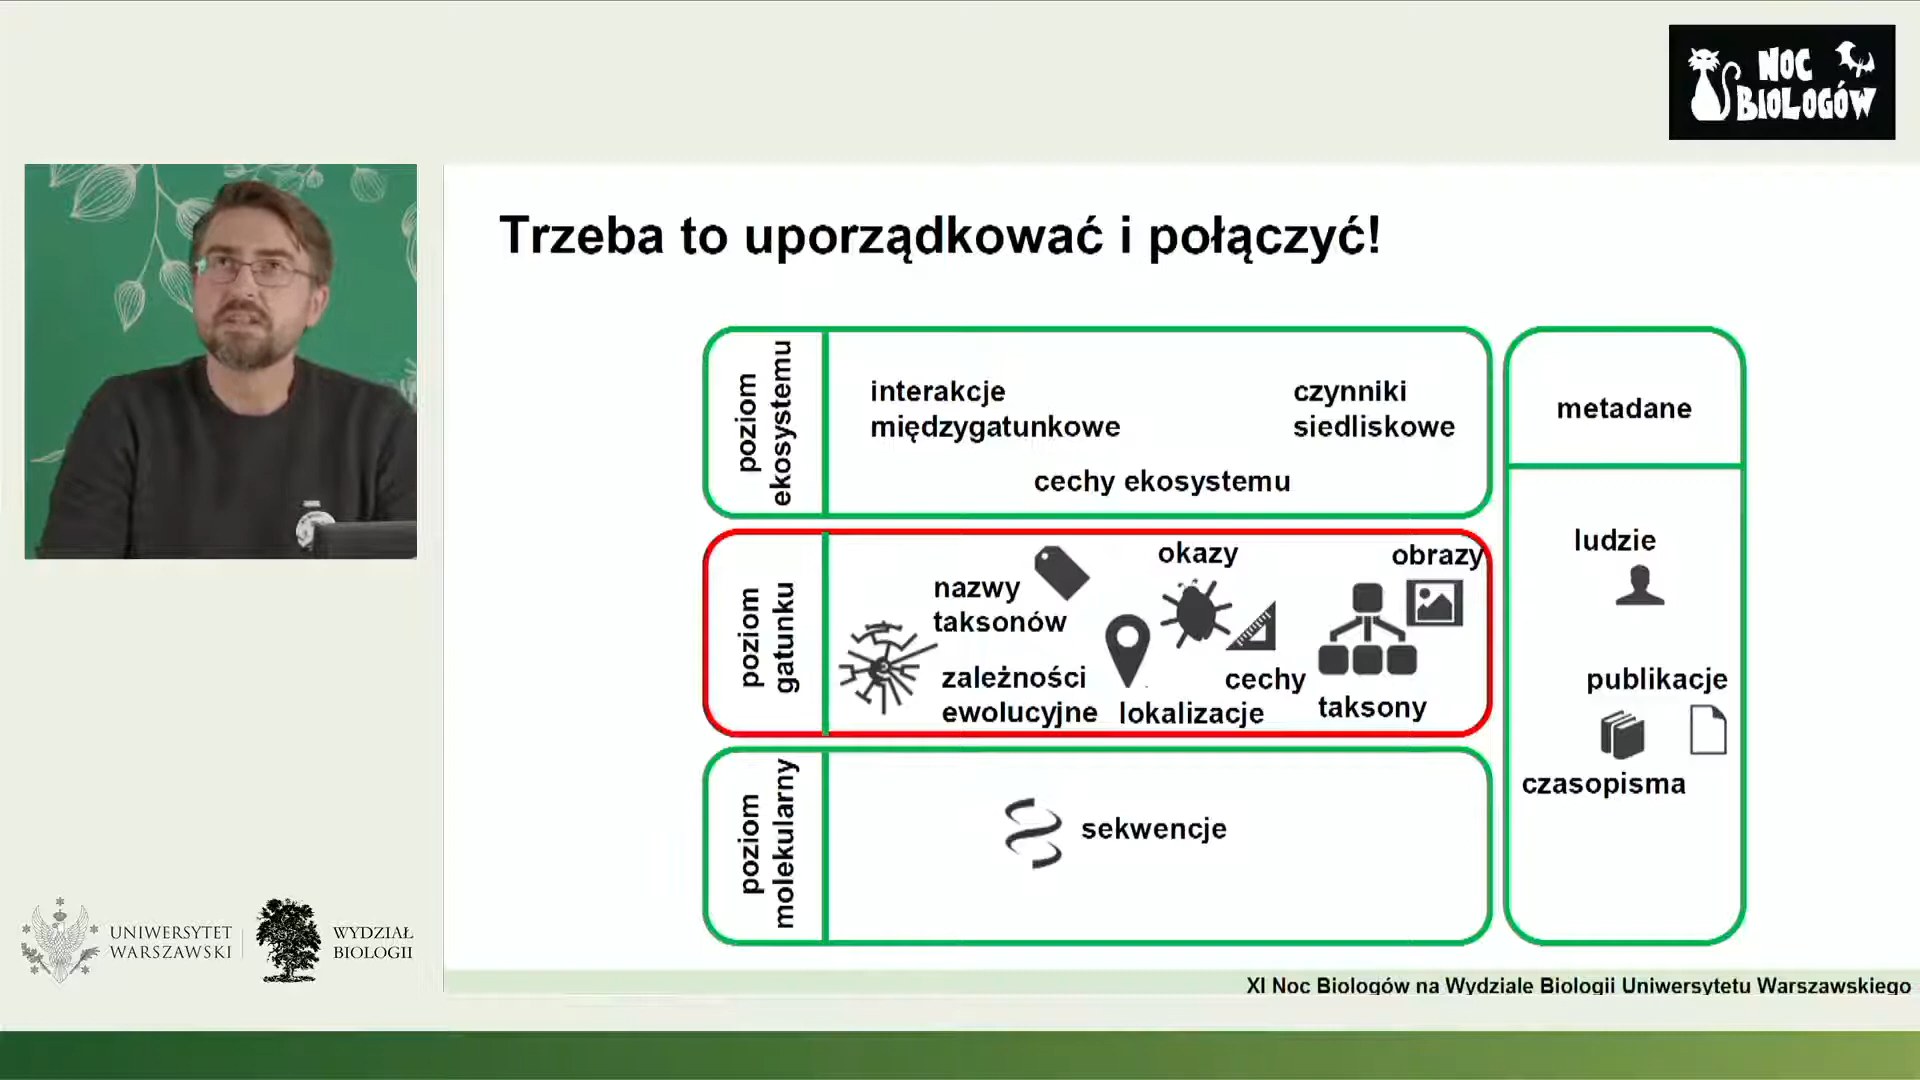 NOC
BIOLOGÓW
Trzeba to uporządkować i połączyć!
poziom
ekosystemu
interakcje
międzygatunkowe
czynniki
siedliskowe
cechy ekosystemu
poziom
gatunku
nazwy
taksonów
zależności
ewolucyjne
okazy
lokalizacje
cechy
obrazy
taksony
poziom
molekularny
sekwencje
metadane
ludzie
publikacje
czasopisma
UNIWERSYTET
WARSZAWSKI
WYDZIAŁ
BIOLOGII
XI Noc Biologów na Wydziale Biologii Uniwersytetu Warszawskiego